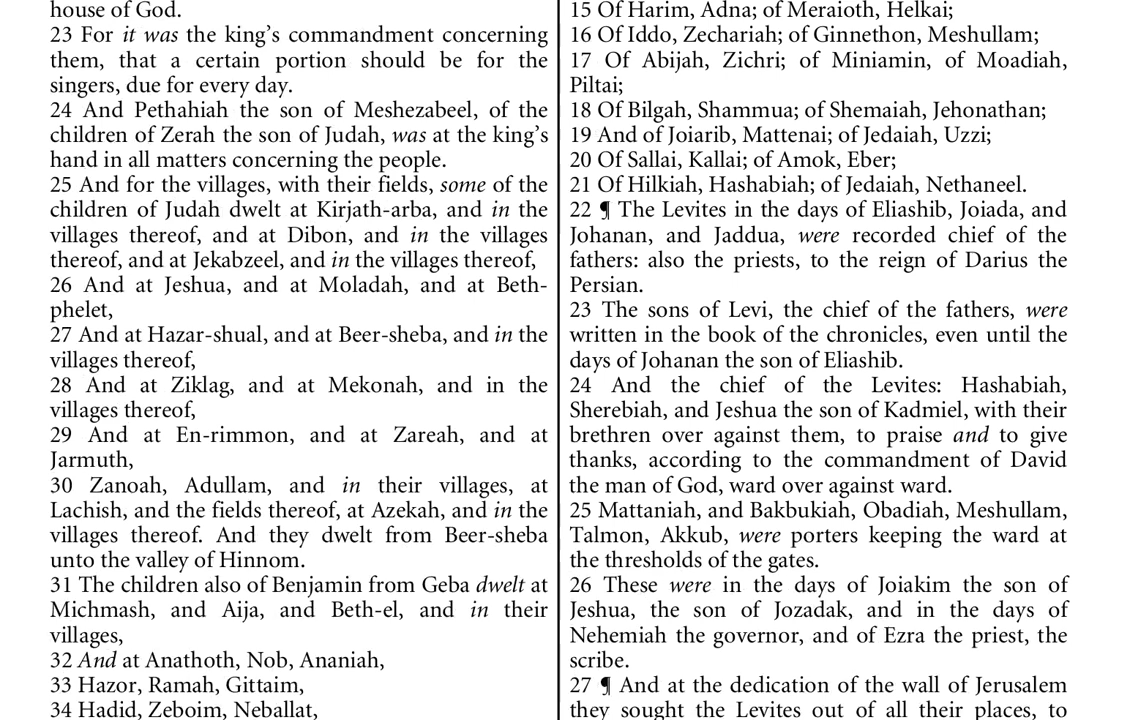 house of God.
23 For it was the king’s commandment concerning
them, that a certain portion should be for the
singers, due for every day.
24 And Pethahiah the son of Meshezabeel, of the
children of Zerah the son of Judah, was at the king’s
hand in all matters concerning the people.
25 And for the villages, with their fields, some of the
children of Judah dwelt at Kirjath-arba, and in the
villages thereof, and at Dibon, and in the villages
thereof, and at Jekabzeel, and in the villages thereof,
26 And at Jeshua, and at Moladah, and at Beth-
phelet,
27 And at Hazar-shual, and at Beer-sheba, and in the
villages thereof,
28 And at Ziklag, and at Mekonah, and in the
villages thereof,
29 And at En-rimmon, and at Zareah, and at
Jarmuth,
30 Zanoah, Adullam, and in their villages, at
Lachish, and the fields thereof, at Azekah, and in the
villages thereof. And they dwelt from Beer-sheba
unto the valley of Hinnom.
31 The children also of Benjamin from Geba dwelt at
Michmash, and Aija, and Beth-el, and in their
villages,
32 And at Anathoth, Nob, Ananiah,
33 Hazor, Ramah, Gittaim,
34 Hadid, Zeboim, Neballat,
15 Of Harim, Adna; of Meraioth, Helkai;
16 Of Iddo, Zechariah; of Ginnethon, Meshullam;
17 Of Abijah, Zichri; of Miniamin, of Moadiah,
Piltai;
18 Of Bilgah, Shammua; of Shemaiah, Jehonathan;
19 And of Joiarib, Mattenai; of Jedaiah, Uzzi;
20 Of Sallai, Kallai; of Amok, Eber;
21 Of Hilkiah, Hashabiah; of Jedaiah, Nethaneel.
22 ¶ The Levites in the days of Eliashib, Joiada, and
Johanan, and Jaddua, were recorded chief of the
fathers: also the priests, to the reign of Darius the
Persian.
23 The sons of Levi, the chief of the fathers, were
written in the book of the chronicles, even until the
days of Johanan the son of Eliashib.
24 And the chief of the Levites: Hashabiah,
Sherebiah, and Jeshua the son of Kadmiel, with their
brethren over against them, to praise and to give
thanks, according to the commandment of David
the man of God, ward over against ward.
25 Mattaniah, and Bakbukiah, Obadiah, Meshullam,
Talmon, Akkub, were porters keeping the ward at
the thresholds of the gates.
26 These were in the days of Joiakim the son of
Jeshua, the son of Jozadak, and in the days of
Nehemiah the governor, and of Ezra the priest, the
scribe.
27 ¶ And at the dedication of the wall of Jerusalem
they sought the Levites out of all their places, to